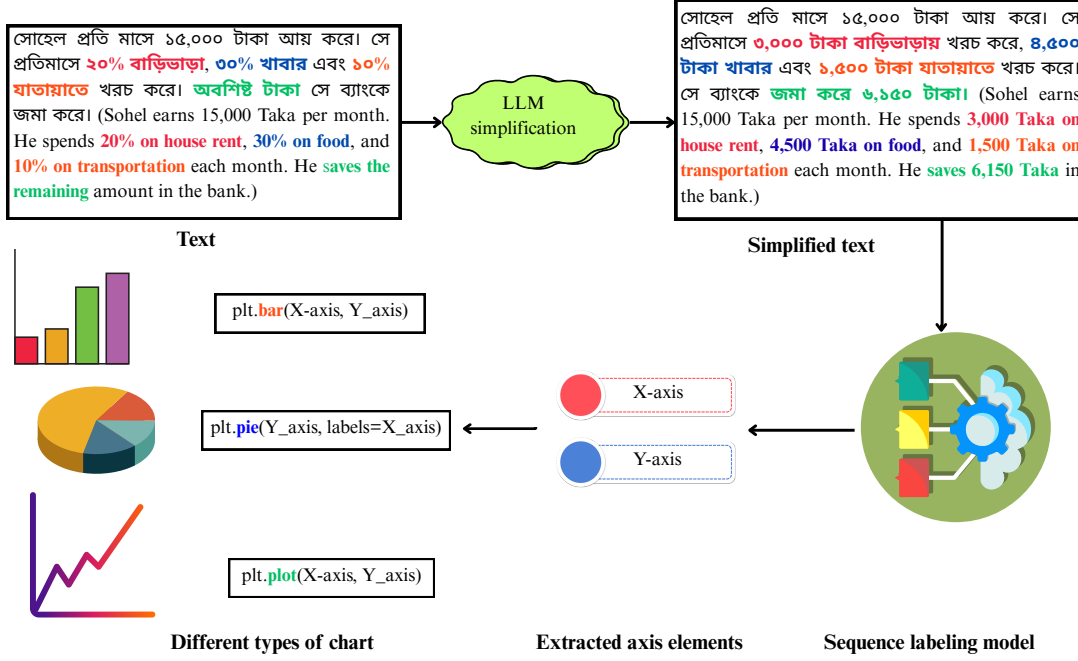 সোহেল প্রতি মাসে ১৫,০০০ টাকা আয় করে। সে
প্রতিমাসে ২০% বাড়িভাড়া, ৩০% খাবার এবং ১০%
যাতায়াতে খরচ করে। অবশিষ্ট টাকা সে ব্যাংকে
জমা করে। (Sohel earns 15,000 Taka per month.
He spends 20% on house rent, 30% on food, and
10% on transportation each month. He saves the
remaining amount in the bank.)
Text
LLM
simplification
সোহেল প্রতি মাসে ১৫,০০০ টাকা আয় করে। সে
প্রতিমাসে ৩,০০০ টাকা বাড়িভাড়ায় খরচ করে, ৪,৫০০
টাকা খাবার এবং ১,৫০০ টাকা যাতায়াতে খরচ করে।
সে ব্যাংকে জমা করে ৬,১৫০ টাকা। (Sohel earns
15,000 Taka per month. He spends 3,000 Taka on
house rent, 4,500 Taka on food, and 1,500 Taka on
transportation each month. He saves 6,150 Taka in
the bank.)
Simplified text
plt.bar(X-axis, Y_axis)
plt.pie(Y_axis, labels=X_axis)
plt.plot(X-axis, Y_axis)
X-axis
Y-axis
Different types of chart
Extracted axis elements
Sequence labeling model